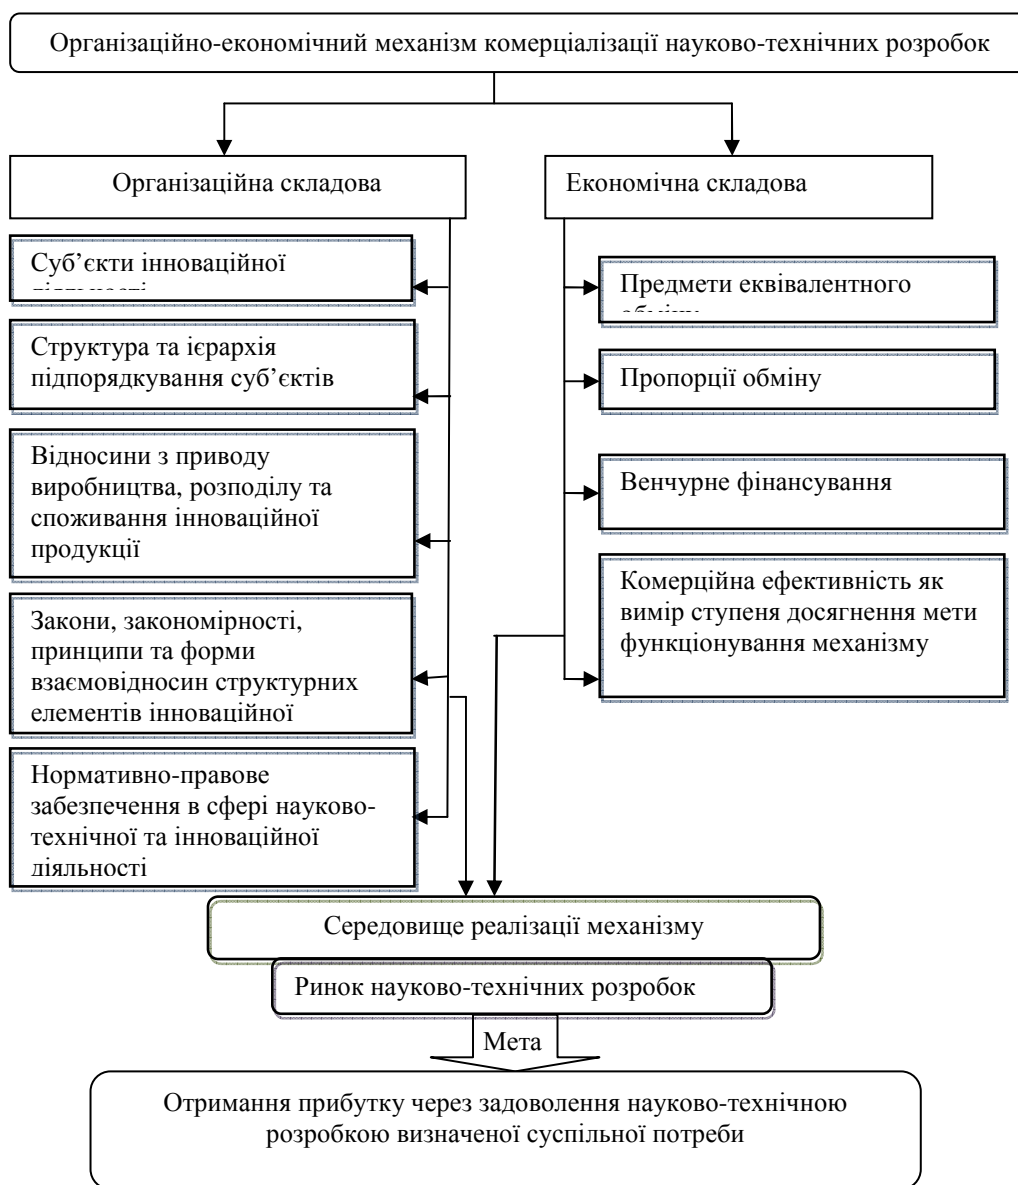 Організаційно-економічний механізм комерціалізації науково-технічних розробок
Організаційна складова
Економічна складова
Суб’єкти інноваційної
Структура та ієрархія
підпорядкування суб’єктів
Відносини з приводу
виробництва, розподілу та
споживання інноваційної
продукції
Закони, закономірності,
принципи та форми
взаємовідносин структурних
елементів інноваційної
Нормативно-правове
забезпечення в сфері науково-
технічної та інноваційної
діяльності
Предмети еквівалентного
Пропорції обміну
Венчурне фінансування
Комерційна ефективність як
вимір ступеня досягнення мети
функціонування механізму
Середовище реалізації механізму
Ринок науково-технічних розробок
Мета
Отримання прибутку через задоволення науково-технічною
розробкою визначеної суспільної потреби